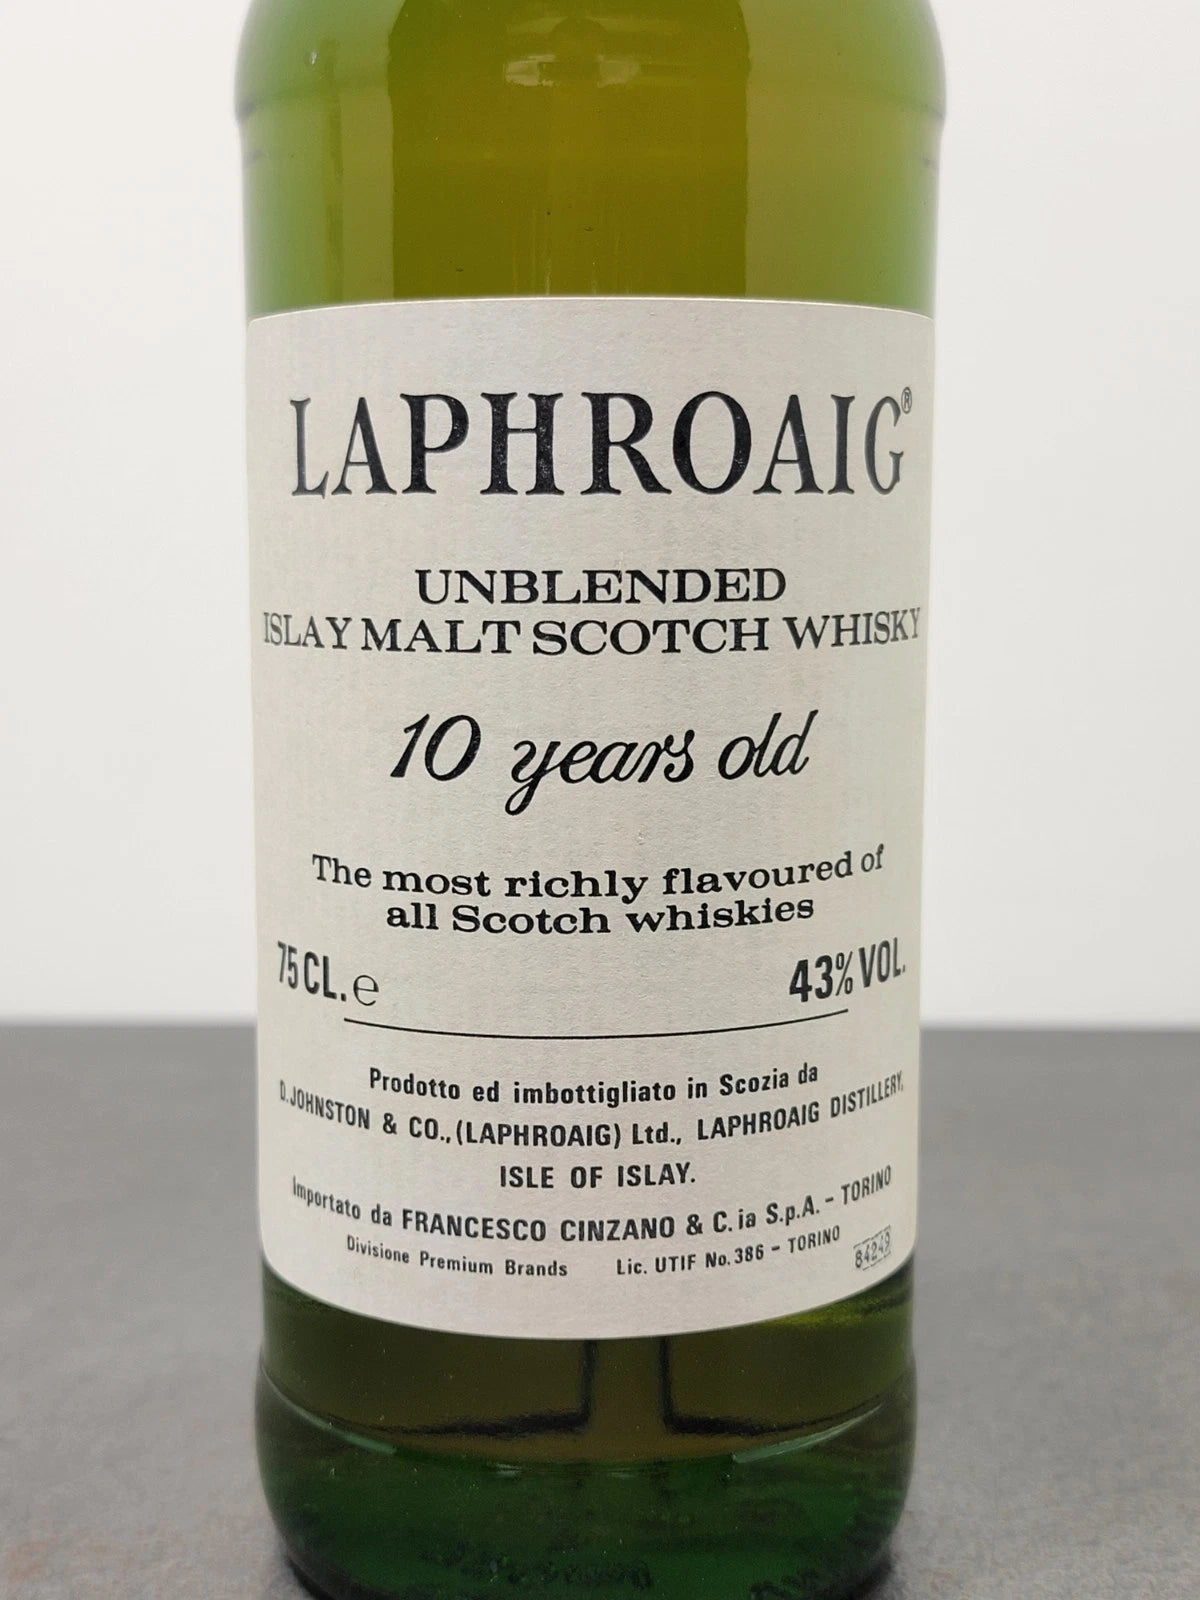 LAPHROAIG®
UNBLENDED
ISLAY MALT SCOTCH WHISKY
10 years old
The most richly flavoured of
all Scotch whiskies
75 CL. ℮
43% VOL.
Prodotto ed imbottigliato in Scozia da
D. JOHNSTON & CO., (LAPHROAIG) Ltd., LAPHROAIG DISTILLERY,
ISLE OF ISLAY.
Importato da FRANCESCO CINZANO & C. ia S.p.A. - TORINO
Divisione Premium Brands Lic. UTIF No. 386 - TORINO
84249